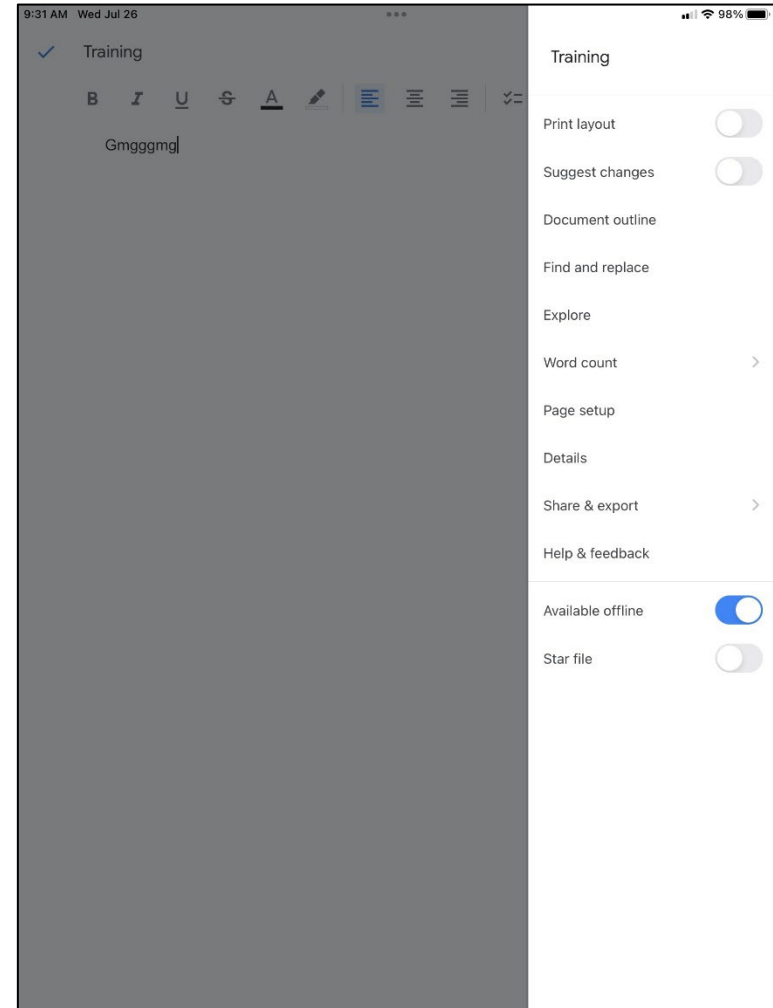 9:31 AM Wed Jul 26
98%
Training
B I U S A
Gmgggmg
Training
Print layout
Suggest changes
Document outline
Find and replace
Explore
Word count
Page setup
Details
Share & export
Help & feedback
Available offline
Star file